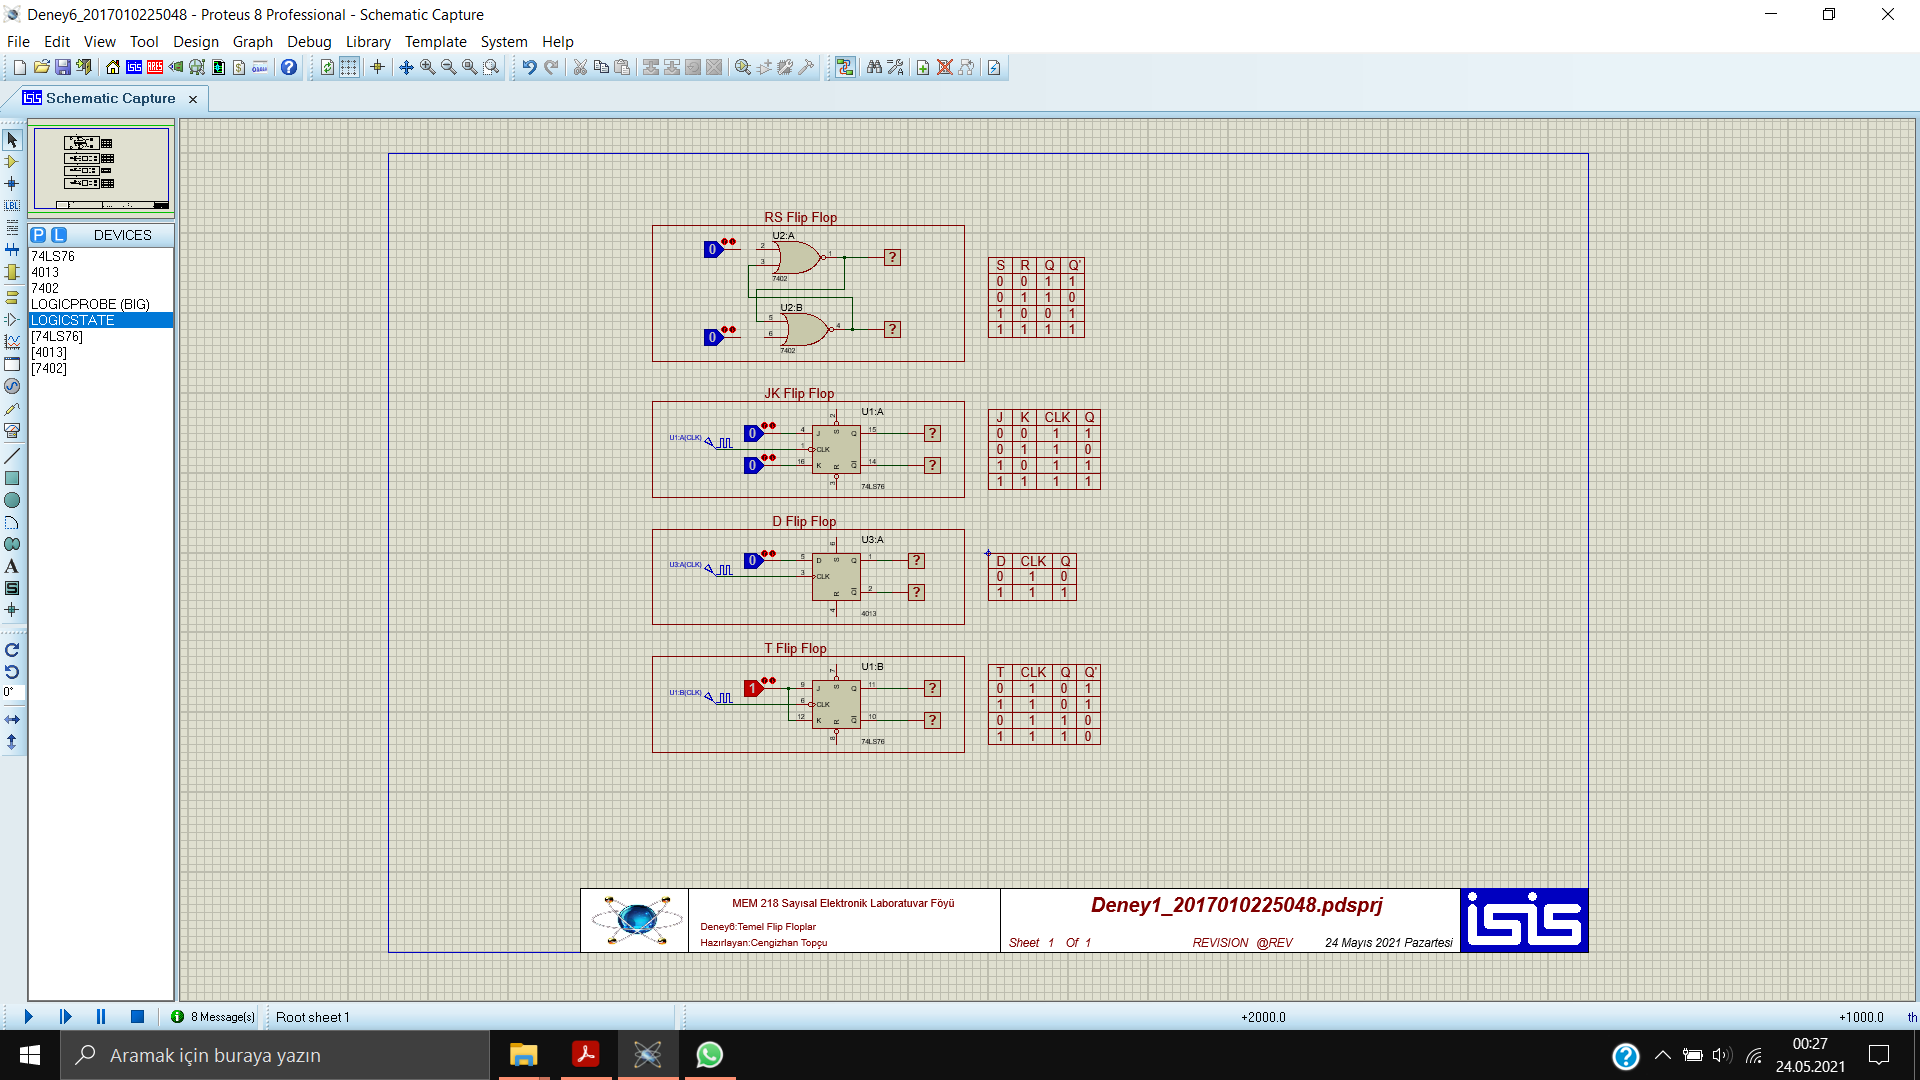 Deney6_2017010225048 - Proteus 8 Professional - Schematic Capture
File Edit View Tool Design Graph Debug Library Template System Help
Schematic Capture
P L DEVICES
74LS76
4013
7402
LOGICPROBE (BIG)
LOGICSTATE
[74LS76]
[4013]
[7402]
LBL
A
S
0°
RS Flip Flop
U2:A
0 2 1 ?
3
7402
U2:B
5 4 ?
0 6
7402
S R Q Q'
0 0 1 1
0 1 1 0
1 0 0 1
1 1 1 1
JK Flip Flop
U1:A
2
0 4 J S Q 15 ?
U1:A(CLK) 1 CLK
0 16 K R Q 14 ?
3
74LS76
J K CLK Q
0 0 1 1
0 1 1 0
1 0 1 1
1 1 1 1
D Flip Flop
U3:A
6
0 5 D S Q 1 ?
U3:A(CLK) 3 CLK
R Q 2 ?
4
4013
D CLK Q
0 1 0
1 1 1
T Flip Flop
U1:B
7
1 9 J S Q 11 ?
U1:B(CLK) 6 CLK
12 K R Q 10 ?
8
74LS76
T CLK Q Q'
0 1 0 1
1 1 0 1
0 1 1 0
1 1 1 0
MEM 218 Sayısal Elektronik Laboratuvar Föyü
Deney6:Temel Flip Floplar
Hazırlayan:Cengizhan Topçu
Deney1_2017010225048.pdsprj
Sheet 1 Of 1 REVISION @REV 24 Mayıs 2021 Pazartesi
isis
8 Message(s) Root sheet 1 +2000.0 +1000.0 th
Aramak için buraya yazın
00:27
24.05.2021